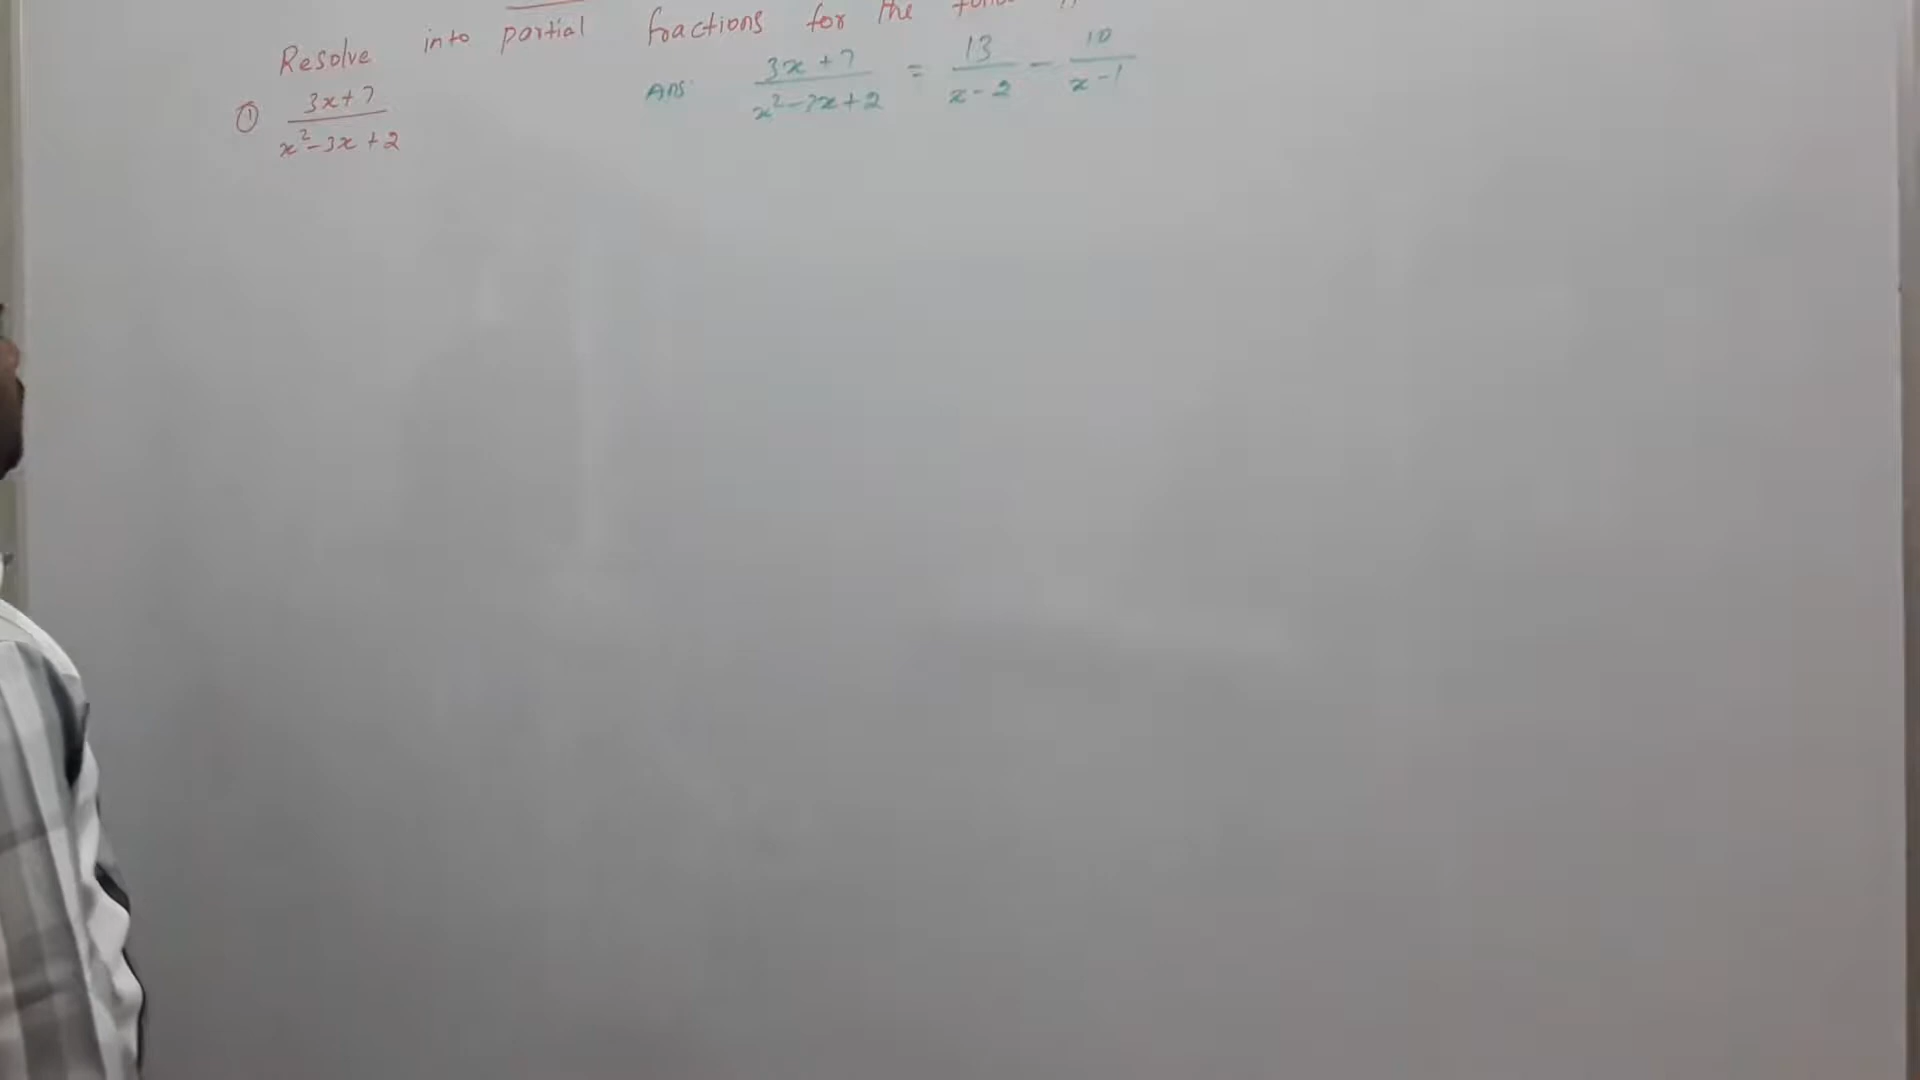 Resolve into partial fractions for the
① 3x+7 / x²-3x+2
Ans: 3x+7 / x²-3x+2 = 13 / x-2 - 10 / x-1